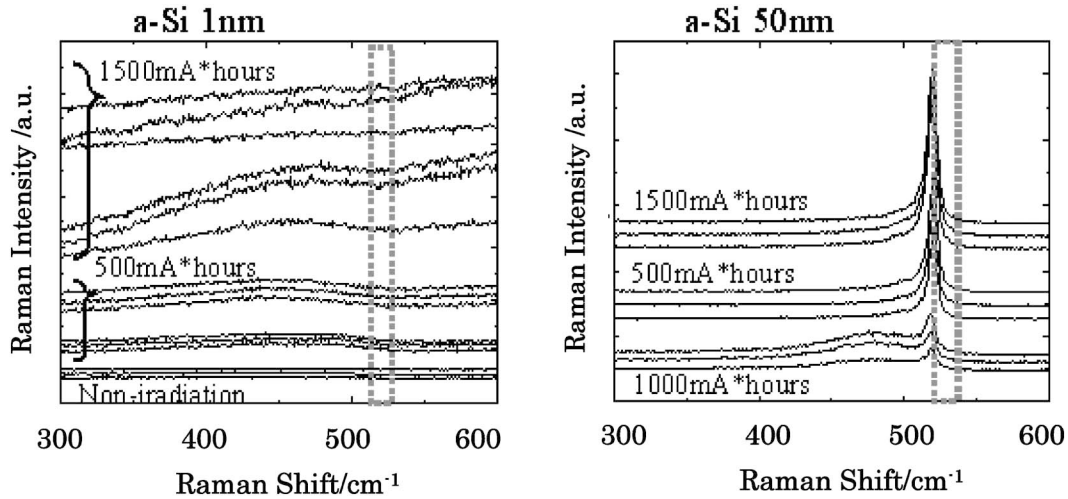 a-Si 1nm
1500mA*hours
500mA*hours
Non-irradiation
Raman Intensity /a.u.
300 400 500 600
Raman Shift/cm⁻¹
a-Si 50nm
1500mA*hours
500mA*hours
1000mA*hours
Raman Intensity /a.u.
300 400 500 600
Raman Shift/cm⁻¹